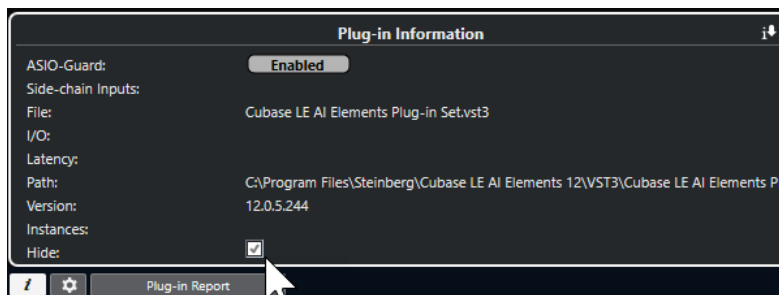 Plug-in Information
ASIO-Guard: Enabled
Side-chain Inputs:
File: Cubase LE AI Elements Plug-in Set.vst3
I/O:
Latency:
Path: C:\Program Files\Steinberg\Cubase LE AI Elements 12\VST3\Cubase LE AI Elements P
Version: 12.0.5.244
Instances:
Hide:
i Plug-in Report